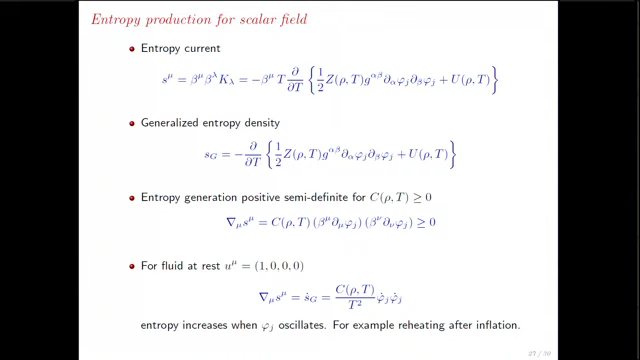 Entropy production for scalar field
Entropy current
s^μ = β^μ β^λ K_λ = −β^μ T ∂/∂T { 1/2 Z(ρ, T) g^{αβ} ∂_α φ_j ∂_β φ_j + U(ρ, T) }
Generalized entropy density
s_G = − ∂/∂T { 1/2 Z(ρ, T) g^{αβ} ∂_α φ_j ∂_β φ_j + U(ρ, T) }
Entropy generation positive semi-definite for C(ρ, T) ≥ 0
∇_μ s^μ = C(ρ, T) (β^μ ∂_μ φ_j) (β^ν ∂_ν φ_j) ≥ 0
For fluid at rest u^μ = (1, 0, 0, 0)
∇_μ s^μ = ṡ_G = C(ρ, T)/T² φ̇_j φ̇_j
entropy increases when φ_j oscillates. For example reheating after inflation.
27 / 30